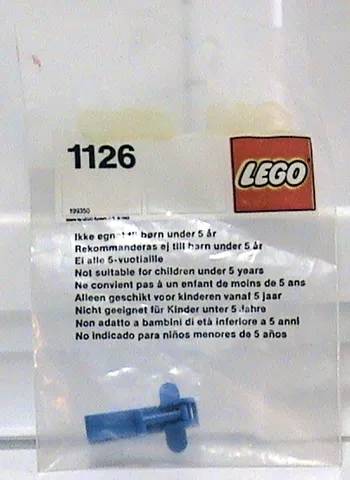 1126
LEGO
199350
Ikke egnet til børn under 5 år
Rekommanderas ej till barn under 5 år
Ei alle 5-vuotiaille
Not suitable for children under 5 years
Ne convient pas à un enfant de moins de 5 ans
Alleen geschikt voor kinderen vanaf 5 jaar
Nicht geeignet für Kinder unter 5 Jahre
Non adatto a bambini di età inferiore a 5 anni
No indicado para niños menores de 5 años